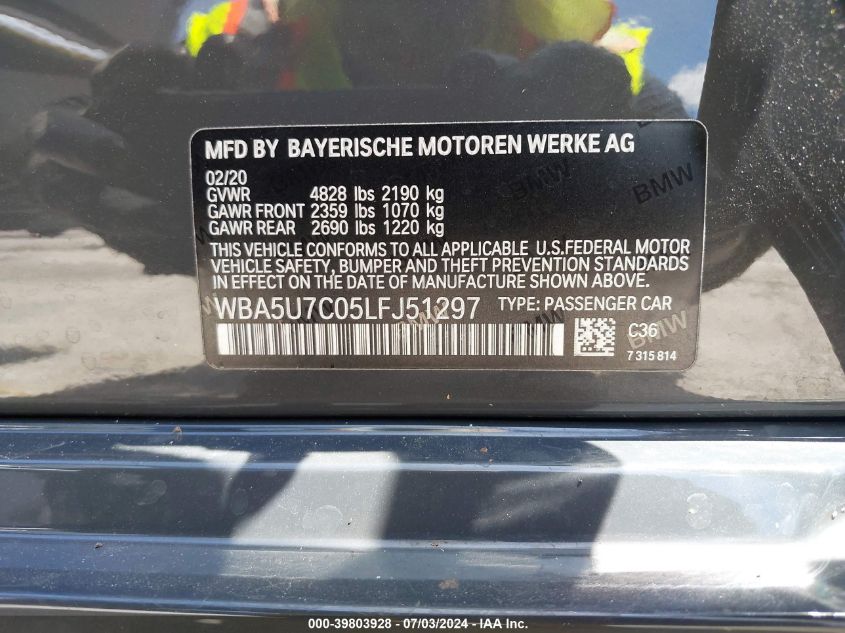 MFD BY BAYERISCHE MOTOREN WERKE AG
02/20
GVWR 4828 lbs 2190 kg
GAWR FRONT 2359 lbs 1070 kg
GAWR REAR 2690 lbs 1220 kg
THIS VEHICLE CONFORMS TO ALL APPLICABLE U.S.FEDERAL MOTOR
VEHICLE SAFETY, BUMPER AND THEFT PREVENTION STANDARDS
IN EFFECT ON THE DATE OF MANUFACTURE SHOWN ABOVE.
WBA5U7C05LFJ51297 TYPE: PASSENGER CAR
C36
7 315 814
BMW
BMW
BMW
000-39803928 - 07/03/2024 - IAA Inc.